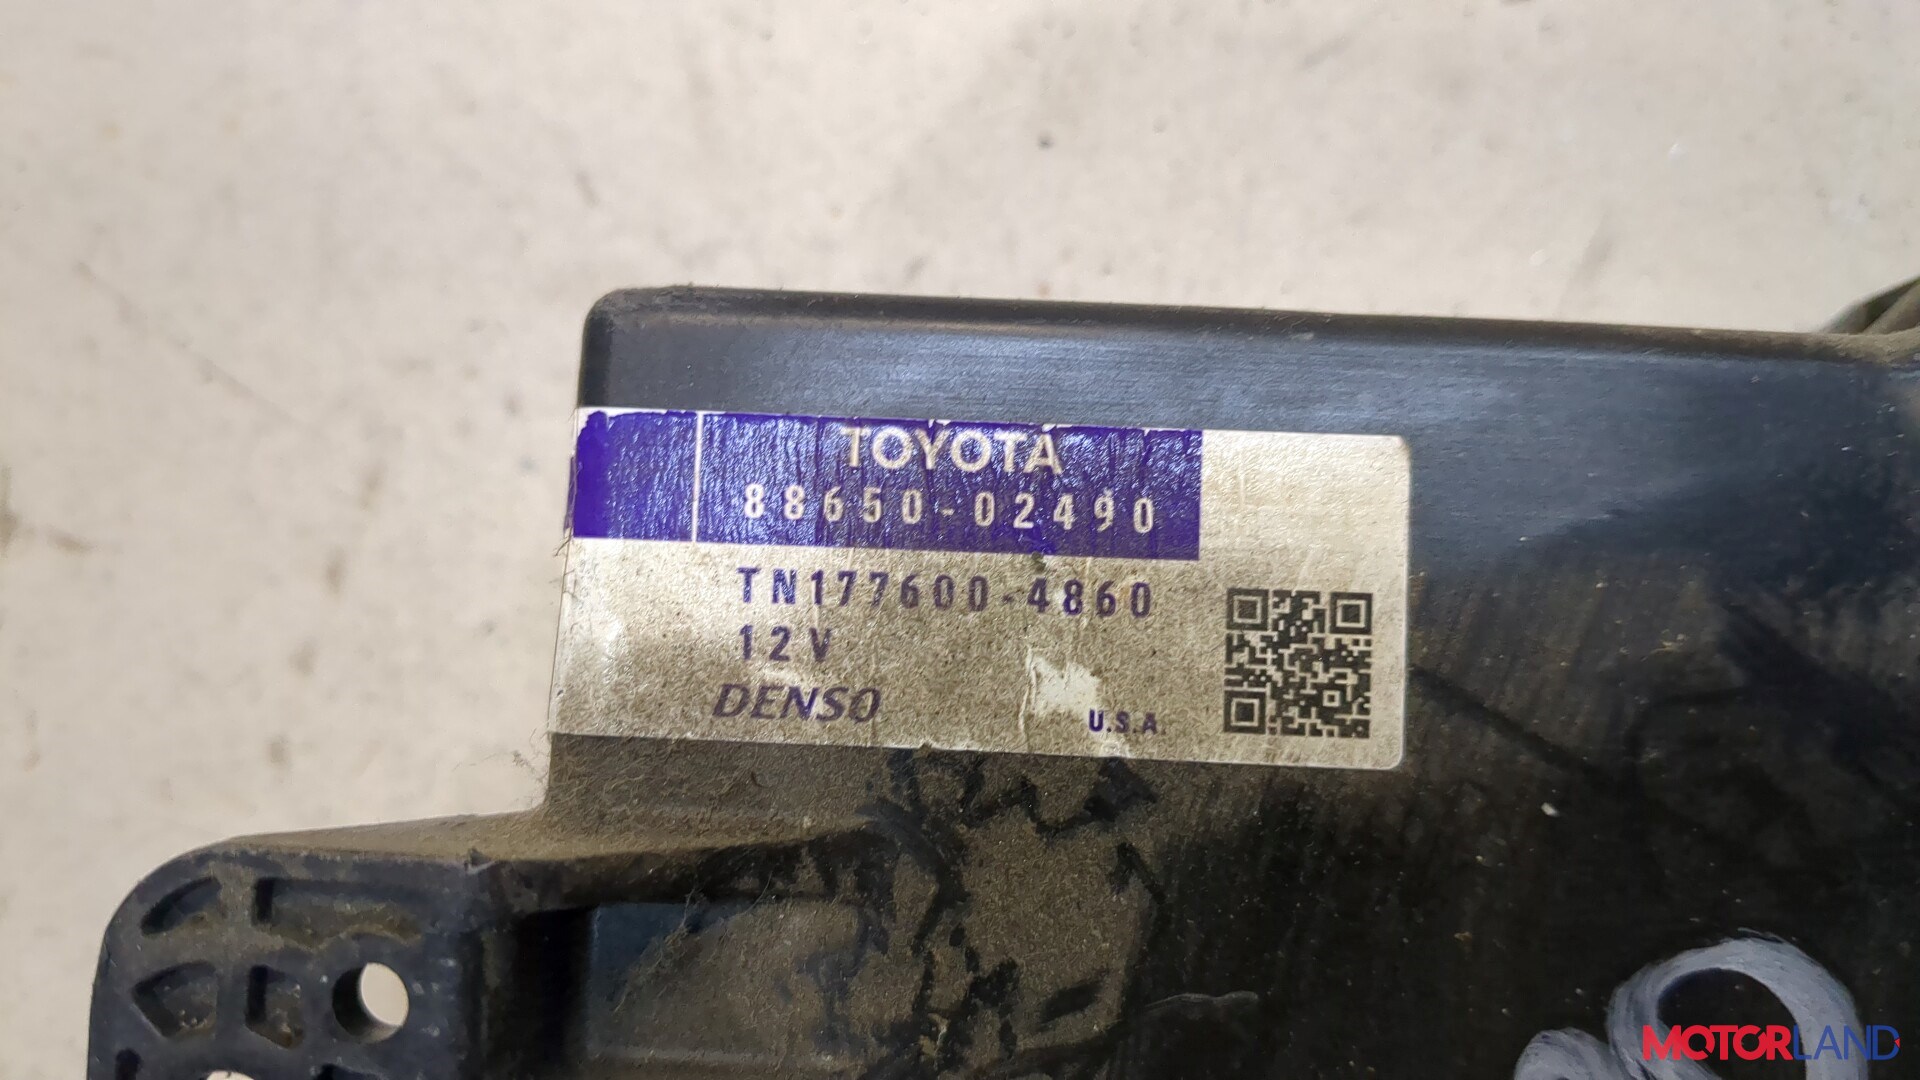 TOYOTA
88650-02490
TN177600-4860
12V
DENSO
U.S.A.
MOTORLAND